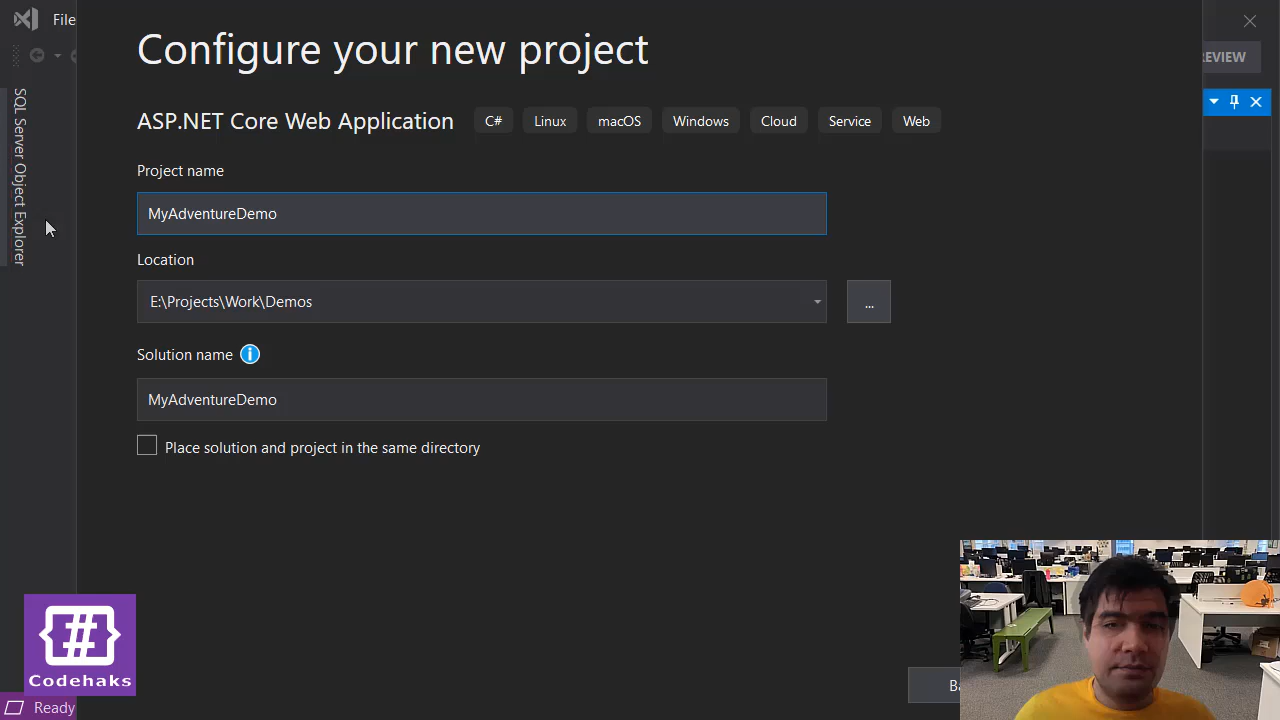 File
Configure your new project
EVIEW
ASP.NET Core Web Application
C#
Linux
macOS
Windows
Cloud
Service
Web
SQL Server Object Explorer
Project name
MyAdventureDemo
Location
E:\Projects\Work\Demos
...
Solution name
MyAdventureDemo
Place solution and project in the same directory
{#}
Codehaks
Ba
Ready